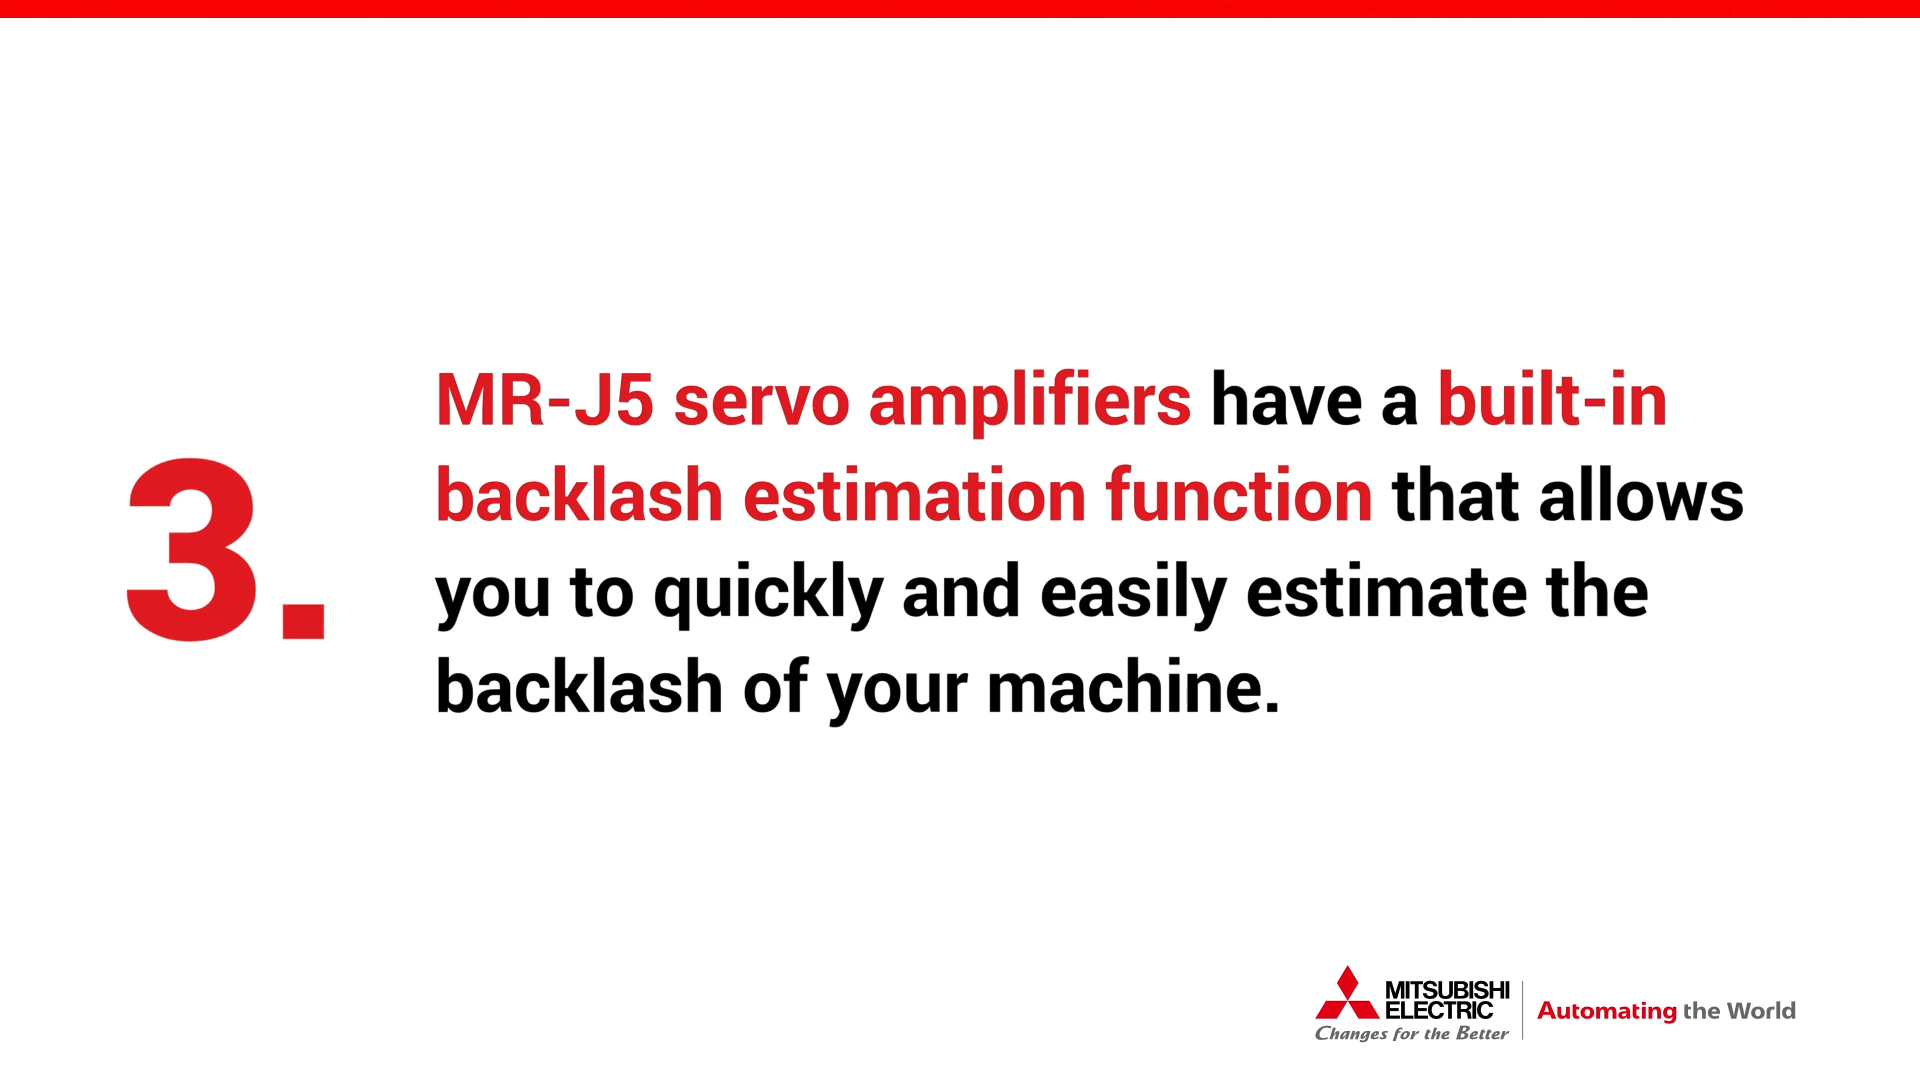 3.
MR-J5 servo amplifiers have a built-in
backlash estimation function that allows
you to quickly and easily estimate the
backlash of your machine.
MITSUBISHI
ELECTRIC
Changes for the Better
Automating the World